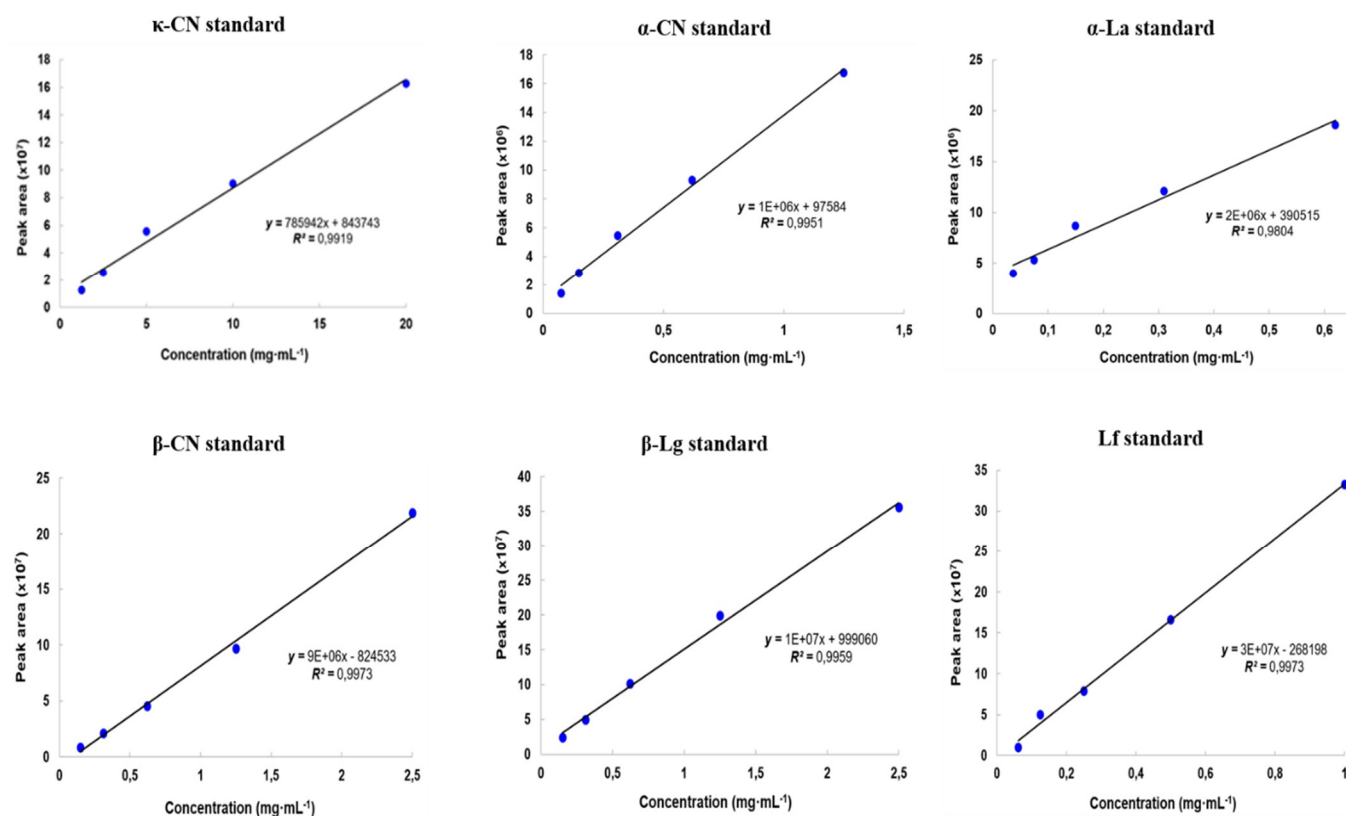 κ-CN standard
18
16
14
12
10
8
6
4
2
0
Peak area (x10⁷)
y = 785942x + 843743
R² = 0,9919
0
5
10
15
20
Concentration (mg·mL⁻¹)
α-CN standard
18
16
14
12
10
8
6
4
2
0
Peak area (x10⁶)
y = 1E+06x + 97584
R² = 0,9951
0
0,5
1
1,5
Concentration (mg·mL⁻¹)
α-La standard
25
20
15
10
5
0
Peak area (x10⁶)
y = 2E+06x + 390515
R² = 0,9804
0
0,1
0,2
0,3
0,4
0,5
0,6
Concentration (mg·mL⁻¹)
β-CN standard
25
20
15
10
5
0
Peak area (x10⁷)
y = 9E+06x - 824533
R² = 0,9973
0
0,5
1
1,5
2
2,5
Concentration (mg·mL⁻¹)
β-Lg standard
40
35
30
25
20
15
10
5
0
Peak area (x10⁷)
y = 1E+07x + 999060
R² = 0,9959
0
0,5
1
1,5
2
2,5
Concentration (mg·mL⁻¹)
Lf standard
35
30
25
20
15
10
5
0
Peak area (x10⁷)
y = 3E+07x - 268198
R² = 0,9973
0
0,2
0,4
0,6
0,8
1
Concentration (mg·mL⁻¹)